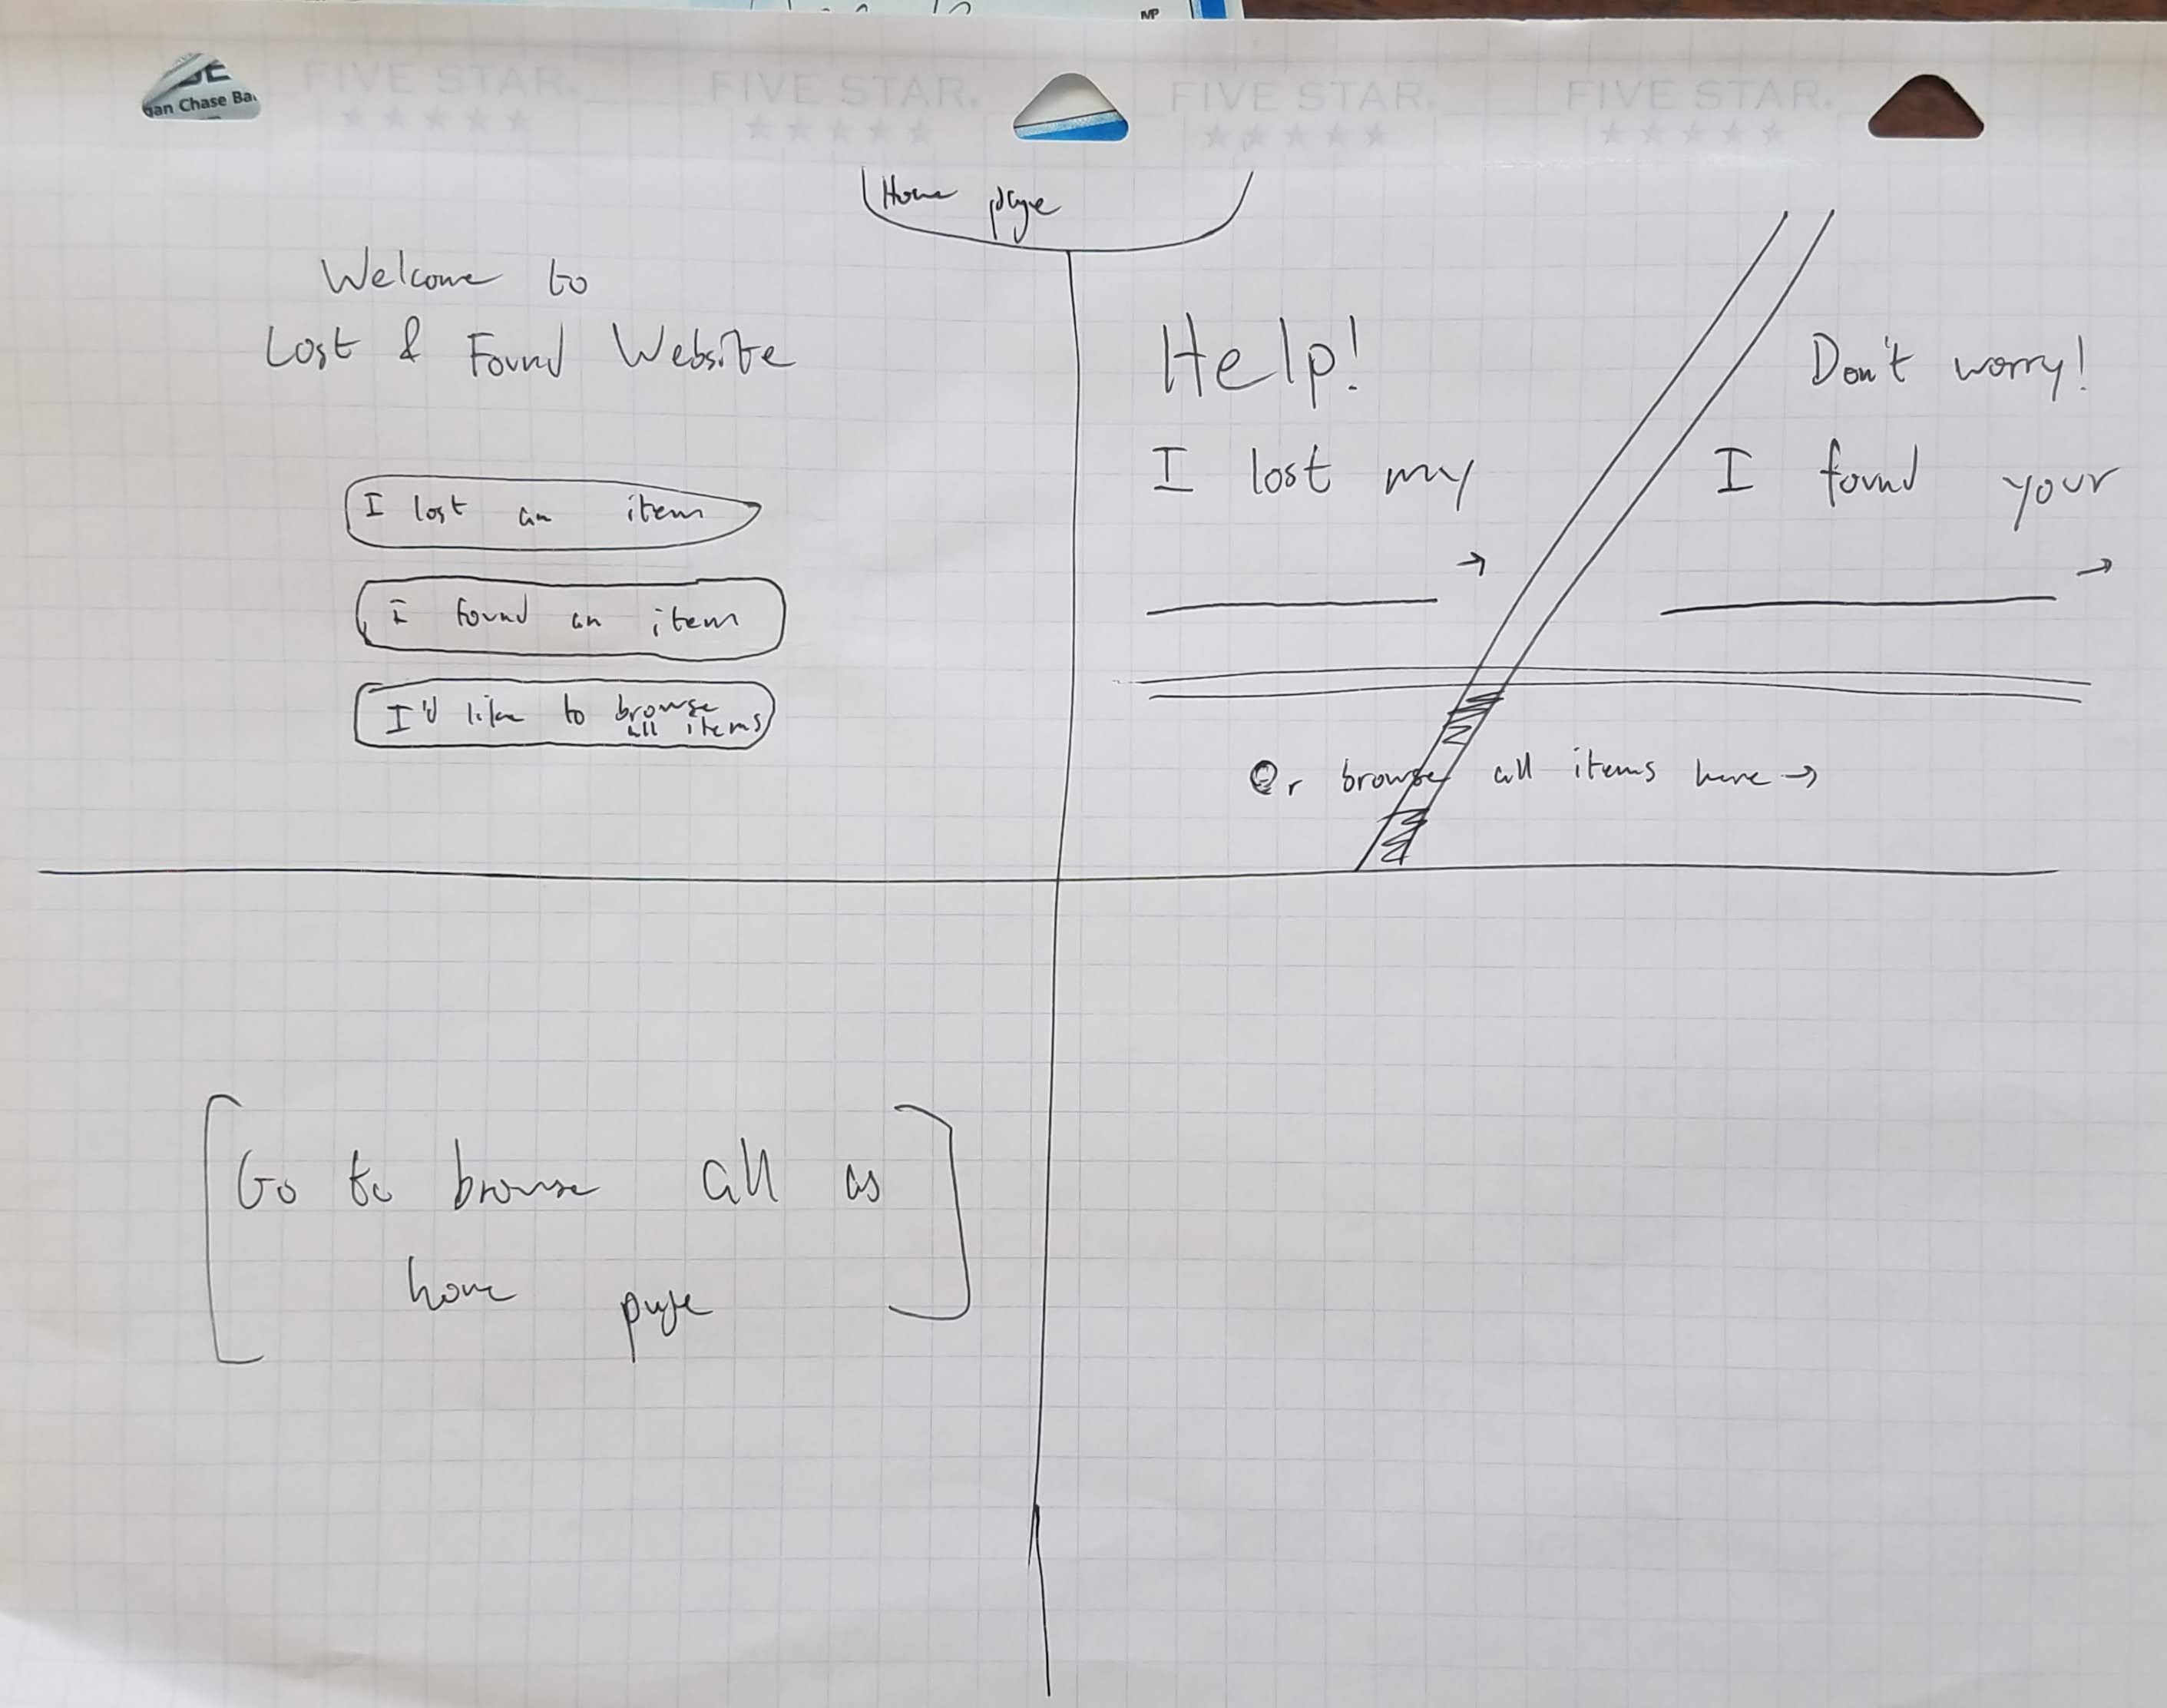 MP
FIVE STAR. FIVE STAR. FIVE STAR. FIVE STAR.
an Chase Ba
Home page
Welcome to
Lost & Found Website
I lost an item
I found an item
I'd like to browse
all items
Help!
I lost my
→
Don't worry!
I found your
→
Or browse all items here →
Go to browse all as
home page